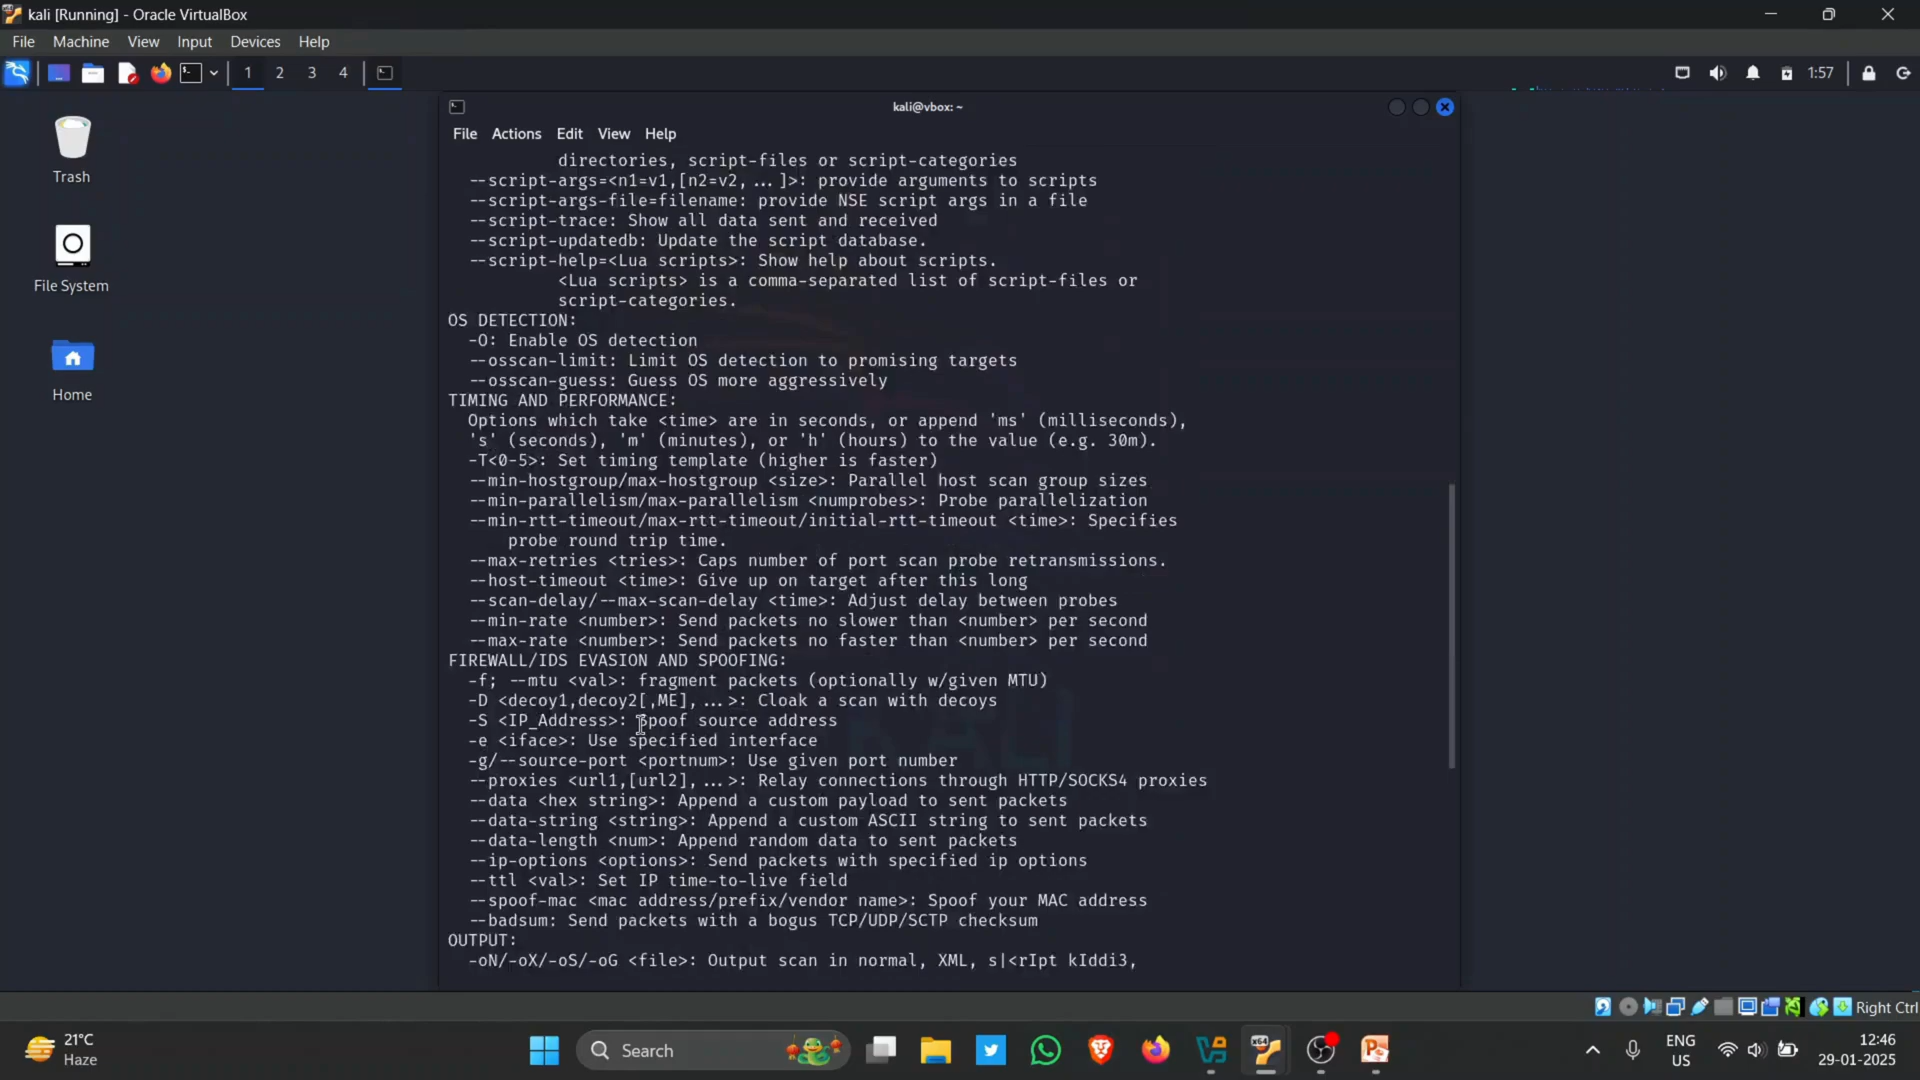 kali [Running] - Oracle VirtualBox
File Machine View Input Devices Help
1 2 3 4
1:57
Trash
File System
Home
kali@vbox: ~
File Actions Edit View Help
directories, script-files or script-categories
--script-args=<n1=v1,[n2=v2,...]>: provide arguments to scripts
--script-args-file=filename: provide NSE script args in a file
--script-trace: Show all data sent and received
--script-updatedb: Update the script database.
--script-help=<Lua scripts>: Show help about scripts.
<Lua scripts> is a comma-separated list of script-files or
script-categories.
OS DETECTION:
-O: Enable OS detection
--osscan-limit: Limit OS detection to promising targets
--osscan-guess: Guess OS more aggressively
TIMING AND PERFORMANCE:
Options which take <time> are in seconds, or append 'ms' (milliseconds),
's' (seconds), 'm' (minutes), or 'h' (hours) to the value (e.g. 30m).
-T<0-5>: Set timing template (higher is faster)
--min-hostgroup/max-hostgroup <size>: Parallel host scan group sizes
--min-parallelism/max-parallelism <numprobes>: Probe parallelization
--min-rtt-timeout/max-rtt-timeout/initial-rtt-timeout <time>: Specifies
probe round trip time.
--max-retries <tries>: Caps number of port scan probe retransmissions.
--host-timeout <time>: Give up on target after this long
--scan-delay/--max-scan-delay <time>: Adjust delay between probes
--min-rate <number>: Send packets no slower than <number> per second
--max-rate <number>: Send packets no faster than <number> per second
FIREWALL/IDS EVASION AND SPOOFING:
-f; --mtu <val>: fragment packets (optionally w/given MTU)
-D <decoy1,decoy2[,ME],...>: Cloak a scan with decoys
-S <IP_Address>: Spoof source address
-e <iface>: Use specified interface
-g/--source-port <portnum>: Use given port number
--proxies <url1,[url2],...>: Relay connections through HTTP/SOCKS4 proxies
--data <hex string>: Append a custom payload to sent packets
--data-string <string>: Append a custom ASCII string to sent packets
--data-length <num>: Append random data to sent packets
--ip-options <options>: Send packets with specified ip options
--ttl <val>: Set IP time-to-live field
--spoof-mac <mac address/prefix/vendor name>: Spoof your MAC address
--badsum: Send packets with a bogus TCP/UDP/SCTP checksum
OUTPUT:
-oN/-oX/-oS/-oG <file>: Output scan in normal, XML, s|<rIpt kIddi3,
KALI
Right Ctrl
21°C
Haze
Search
ENG
US
12:46
29-01-2025